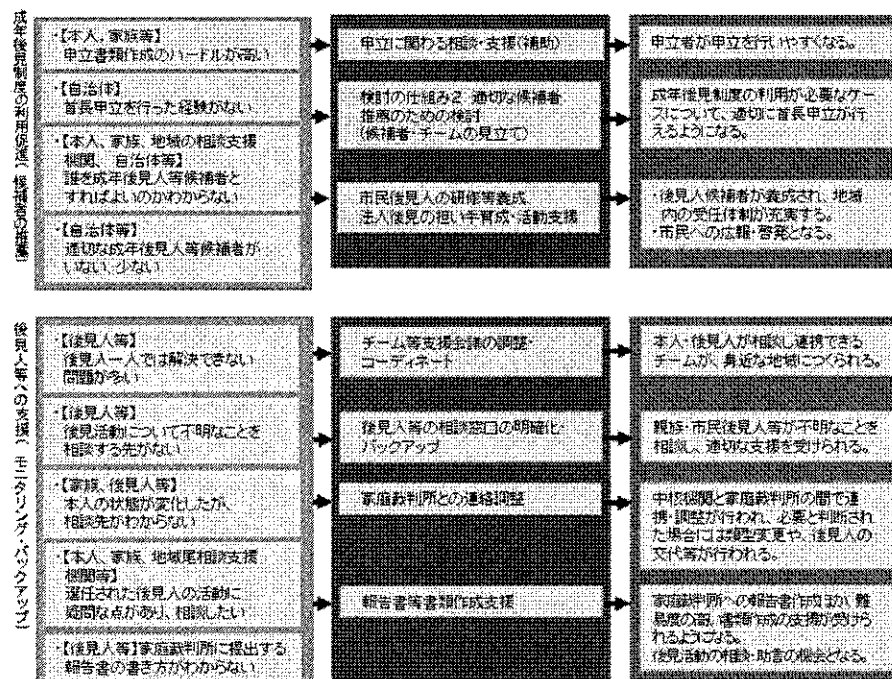 成年後見制度の利用促進(候補者の推薦)
・【本人、家族等】
申立書類作成のハードルが高い
・【自治体】
首長申立を行った経験がない
・【本人、家族、地域の相談支援
機関、自治体等】
誰を成年後見人等候補者と
すればよいのかわからない
・【自治体等】
適切な成年後見人等候補者が
いない、少ない
申立に関わる相談・支援(補助)
検討の仕組み2 適切な候補者
推薦のための検討
(候補者・チームの見立て)
市民後見人の研修等養成
法人後見の担い手育成・活動支援
申立者が申立を行いやすくなる。
成年後見制度の利用が必要なケー
スについて、適切に首長申立が行
えるようになる。
・後見人候補者が養成され、地域
内の受任体制が充実する。
・市民への広報・啓発となる。
後見人等への支援(モニタリング・バックアップ)
・【後見人等】
後見人一人では解決できない
問題が多い
・【後見人等】
後見活動について不明なことを
相談する先がない
・【家族、後見人等】
本人の状態が変化したが、
相談先がわからない
・【本人、家族、地域尾相談支援
機関等】
選任された後見人の活動に
疑問な点があり、相談したい
・【後見人等】家庭裁判所に提出する
報告書の書き方がわからない
チーム等支援会議の調整・
コーディネート
後見人等の相談窓口の明確化・
バックアップ
家庭裁判所との連絡調整
報告書等書類作成支援
本人・後見人が相談し連携できる
チームが、身近な地域につくられる。
親族・市民後見人等が不明なことを
相談し、適切な支援を受けられる。
中核機関と家庭裁判所の間で連
携・調整が行われ、必要と判断され
た場合には類型変更や、後見人の
交代等が行われる。
家庭裁判所への報告書作成ほか、難
易度の高い書類作成の支援が受けら
れるようになる。
後見活動の相談・助言の機会となる。